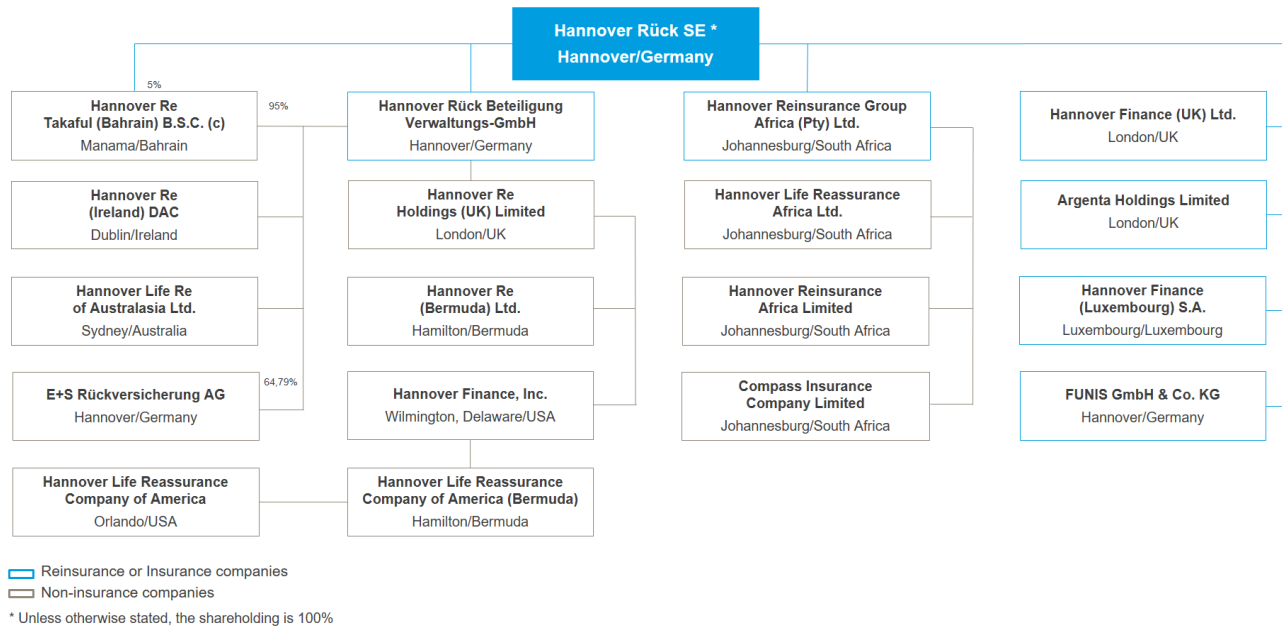 Hannover Rück SE *
Hannover/Germany
5%
95%
Hannover Re
Takaful (Bahrain) B.S.C. (c)
Manama/Bahrain
Hannover Rück Beteiligung
Verwaltungs-GmbH
Hannover/Germany
Hannover Reinsurance Group
Africa (Pty) Ltd.
Johannesburg/South Africa
Hannover Finance (UK) Ltd.
London/UK
Hannover Re
(Ireland) DAC
Dublin/Ireland
Hannover Re
Holdings (UK) Limited
London/UK
Hannover Life Reassurance
Africa Ltd.
Johannesburg/South Africa
Argenta Holdings Limited
London/UK
Hannover Life Re
of Australasia Ltd.
Sydney/Australia
Hannover Re
(Bermuda) Ltd.
Hamilton/Bermuda
Hannover Reinsurance
Africa Limited
Johannesburg/South Africa
Hannover Finance
(Luxembourg) S.A.
Luxembourg/Luxembourg
64,79%
E+S Rückversicherung AG
Hannover/Germany
Hannover Finance, Inc.
Wilmington, Delaware/USA
Compass Insurance
Company Limited
Johannesburg/South Africa
FUNIS GmbH & Co. KG
Hannover/Germany
Hannover Life Reassurance
Company of America
Orlando/USA
Hannover Life Reassurance
Company of America (Bermuda)
Hamilton/Bermuda
Reinsurance or Insurance companies
Non-insurance companies
* Unless otherwise stated, the shareholding is 100%